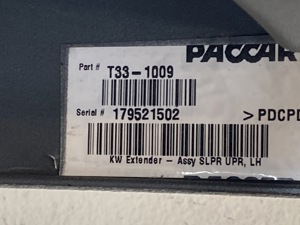 PACCAR
Part # T33-1009
Serial # 179521502 >PDCPD
KW Extender - Assy SLPR UPR, LH